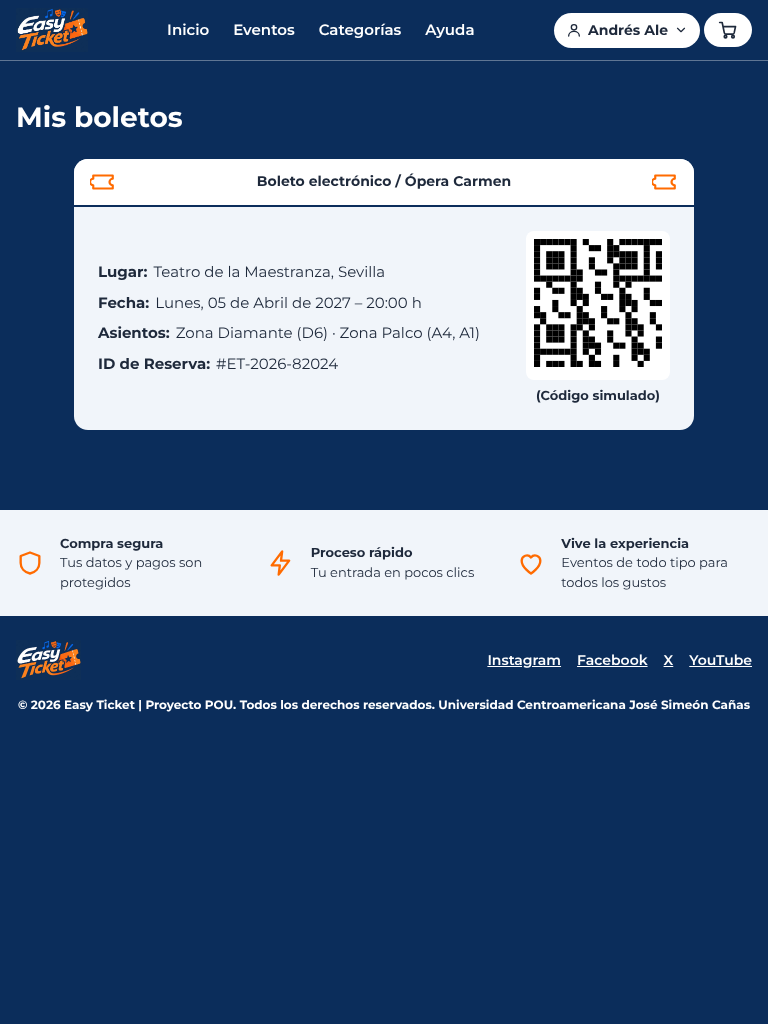 Easy Ticket
Inicio Eventos Categorías Ayuda
Andrés Ale
Mis boletos
Boleto electrónico / Ópera Carmen
Lugar: Teatro de la Maestranza, Sevilla
Fecha: Lunes, 05 de Abril de 2027 – 20:00 h
Asientos: Zona Diamante (D6) · Zona Palco (A4, A1)
ID de Reserva: #ET-2026-82024
(Código simulado)
Compra segura
Tus datos y pagos son
protegidos
Proceso rápido
Tu entrada en pocos clics
Vive la experiencia
Eventos de todo tipo para
todos los gustos
Easy Ticket
Instagram Facebook X YouTube
© 2026 Easy Ticket | Proyecto POU. Todos los derechos reservados. Universidad Centroamericana José Simeón Cañas